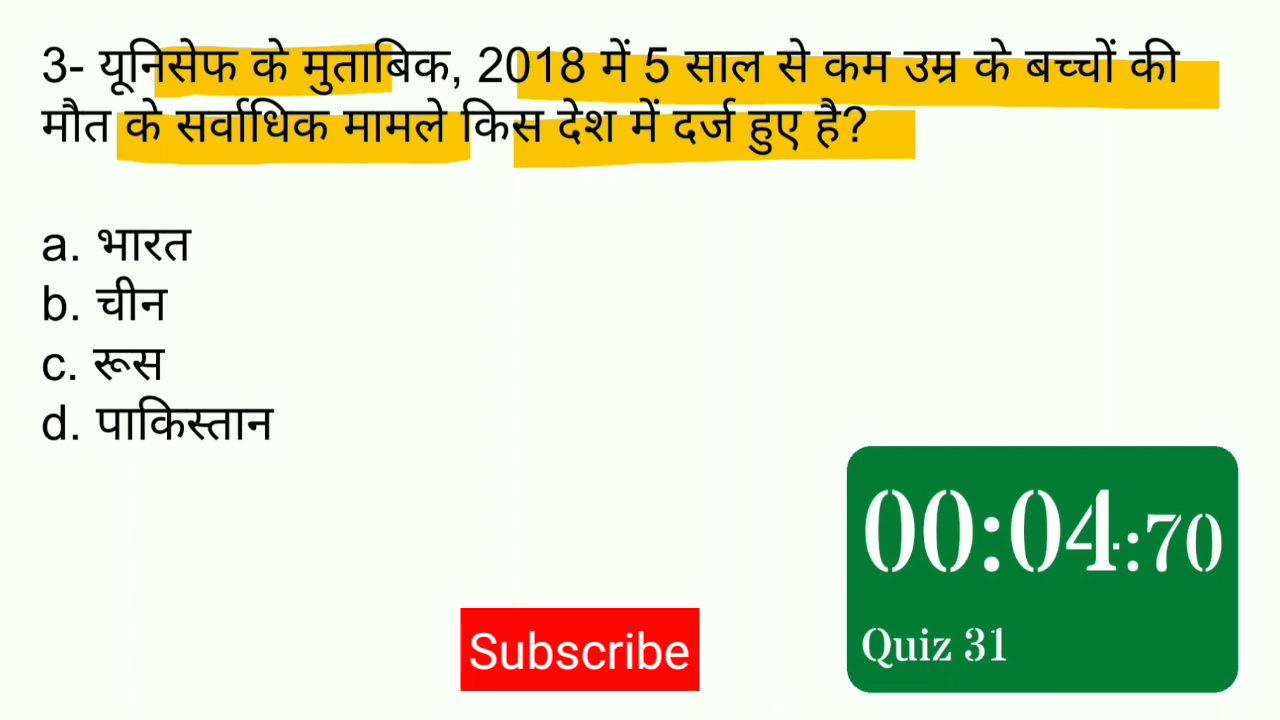 3- यूनिसेफ के मुताबिक, 2018 में 5 साल से कम उम्र के बच्चों की
मौत के सर्वाधिक मामले किस देश में दर्ज हुए है?
a. भारत
b. चीन
c. रूस
d. पाकिस्तान
00:04:70
Quiz 31
Subscribe